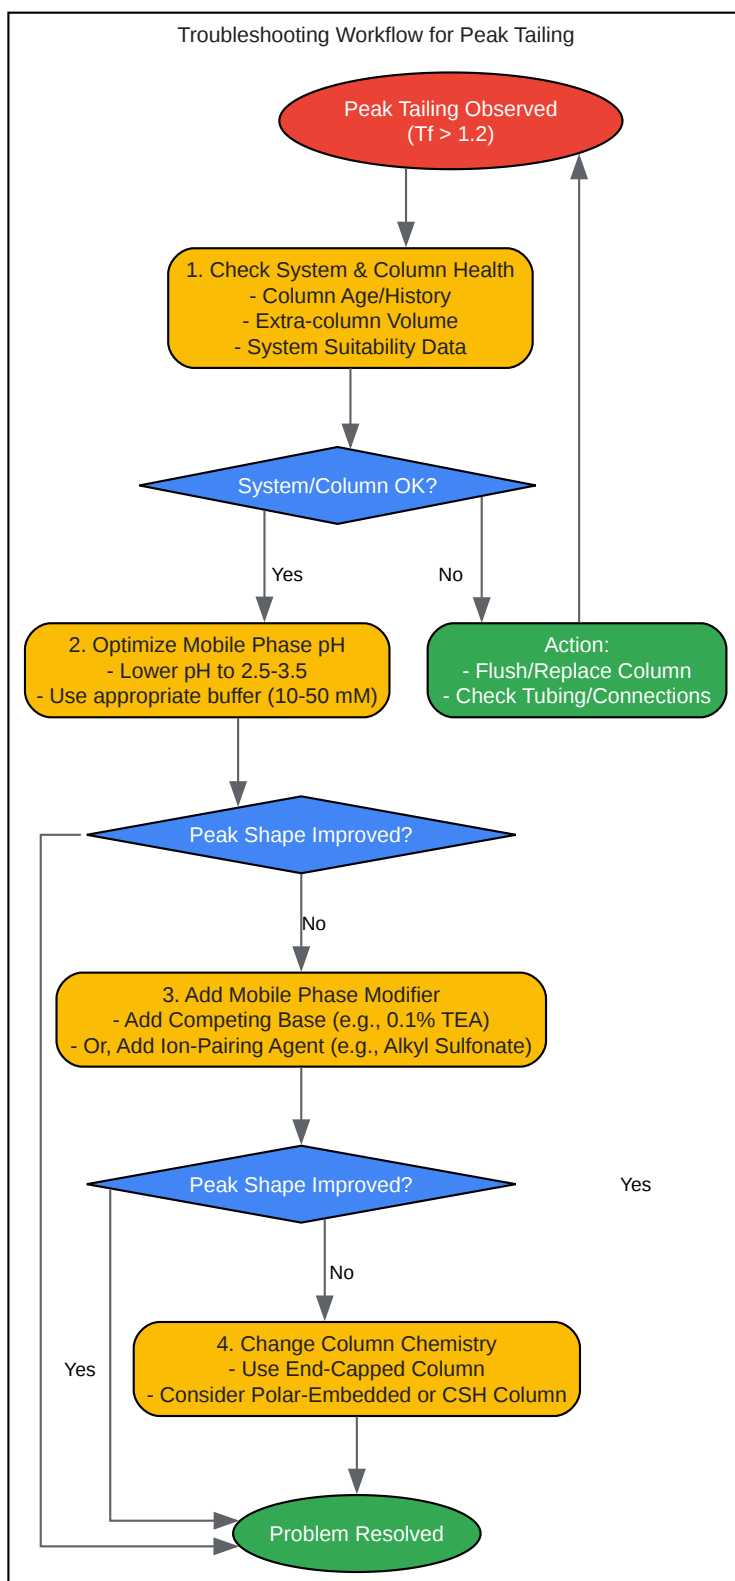 Troubleshooting Workflow for Peak Tailing
Peak Tailing Observed
(Tf > 1.2)
1. Check System & Column Health
- Column Age/History
- Extra-column Volume
- System Suitability Data
System/Column OK?
Yes
No
2. Optimize Mobile Phase pH
- Lower pH to 2.5-3.5
- Use appropriate buffer (10-50 mM)
Action:
- Flush/Replace Column
- Check Tubing/Connections
Peak Shape Improved?
No
3. Add Mobile Phase Modifier
- Add Competing Base (e.g., 0.1% TEA)
- Or, Add Ion-Pairing Agent (e.g., Alkyl Sulfonate)
Peak Shape Improved?
Yes
No
4. Change Column Chemistry
- Use End-Capped Column
- Consider Polar-Embedded or CSH Column
Yes
Problem Resolved